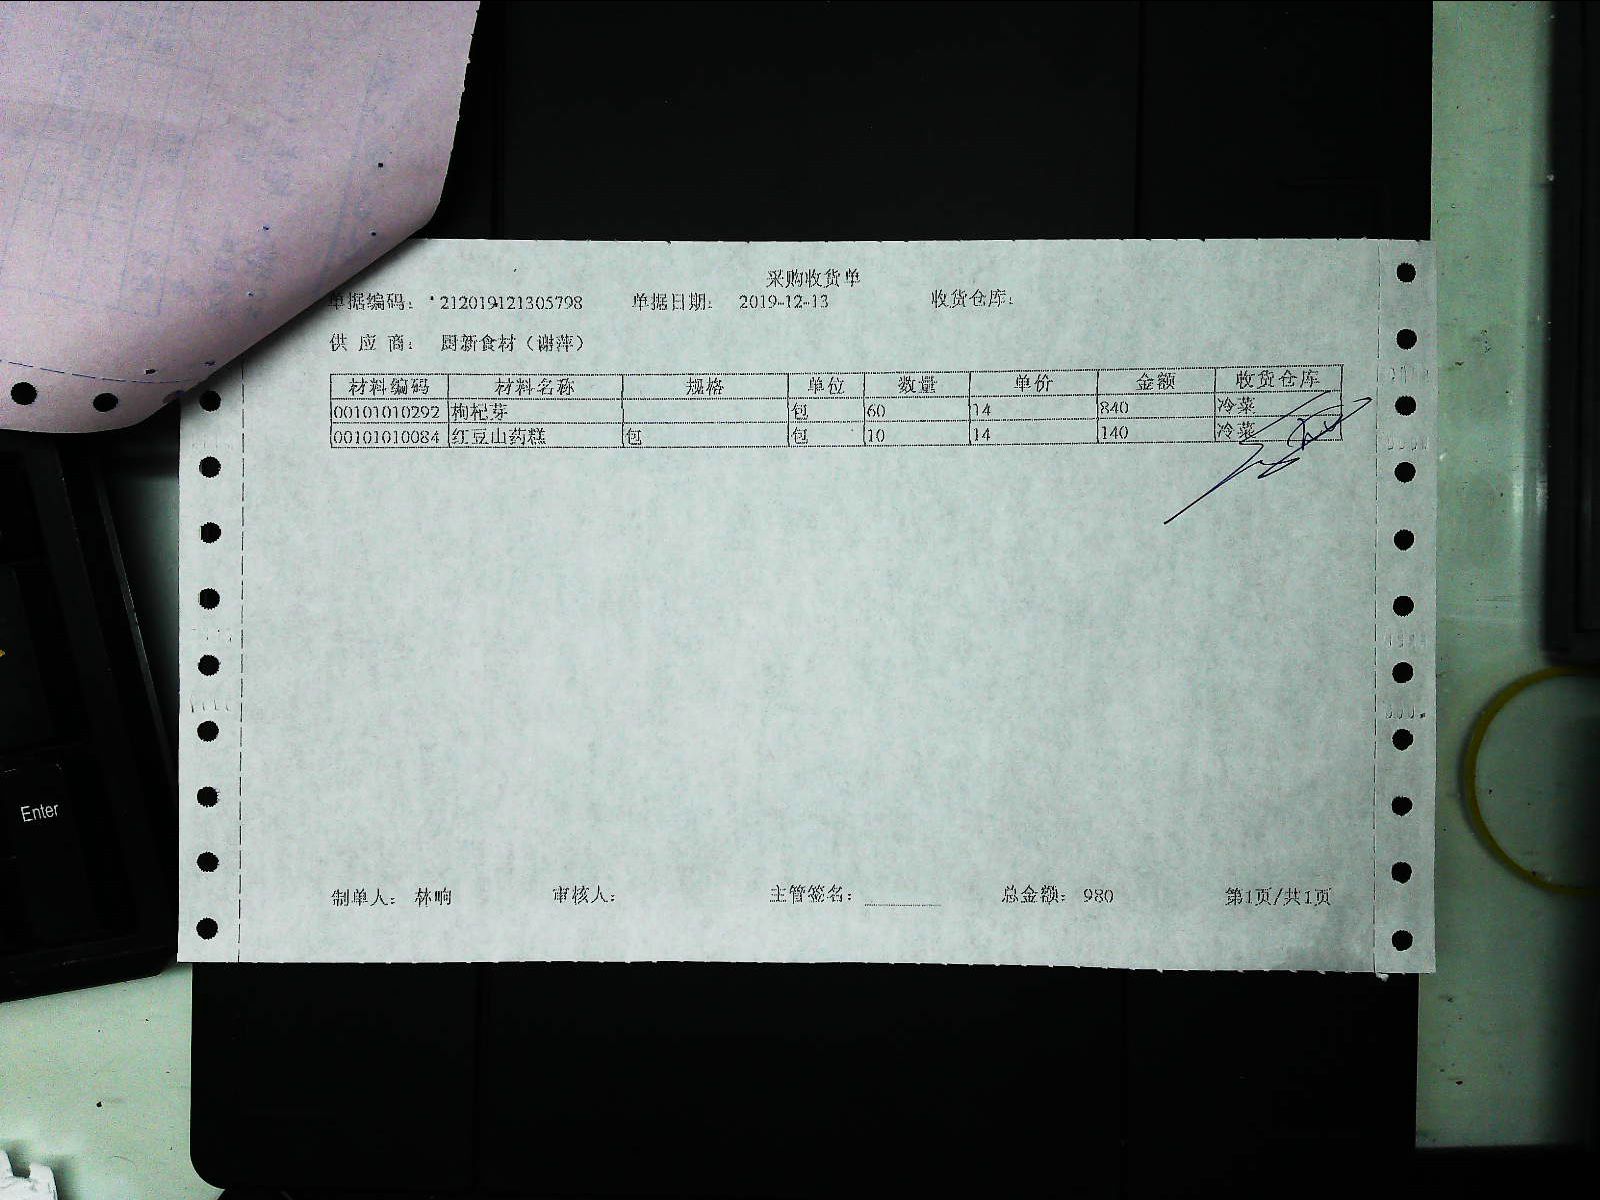 采购收货单
单据编码： 212019121305798 单据日期： 2019-12-13 收货仓库：
供 应 商： 厨新食材（谢萍）
材料编码 材料名称 规格 单位 数量 单价 金额 收货仓库
00101010292 枸杞芽 包 60 14 840 冷菜
00101010084 红豆山药糕 包 包 10 14 140 冷菜
制单人： 林响 审核人： 主管签名： 总金额： 980 第1页/共1页
Enter